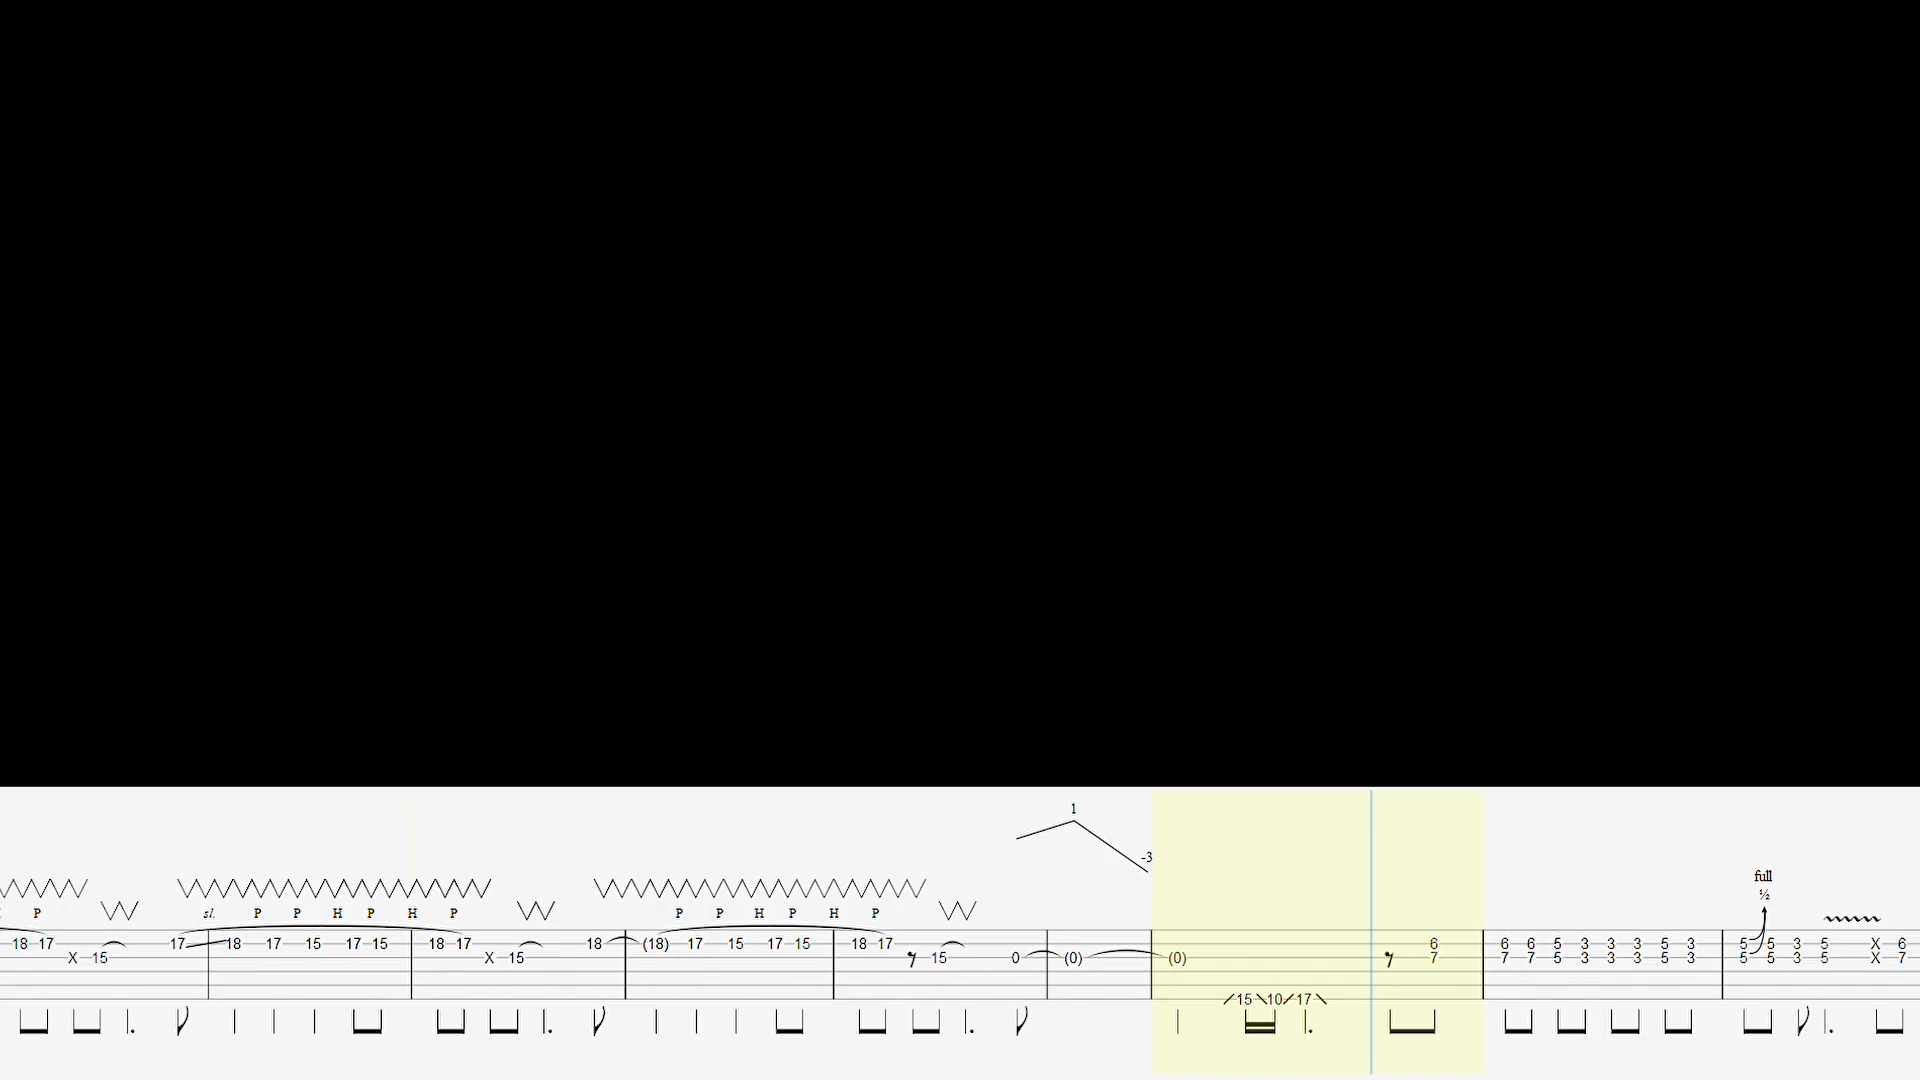 1
-3
full
½
P sl. P P H P H P P P H P H P
18 17 17 18 17 15 17 15 18 17 18 (18) 17 15 17 15 18 17 6 6 6 5 3 3 3 5 3 5 5 3 5 X 6
X 15 X 15 15 0 (0) (0) 7 7 7 5 3 3 3 5 3 5 5 3 5 X 7
15 10 17